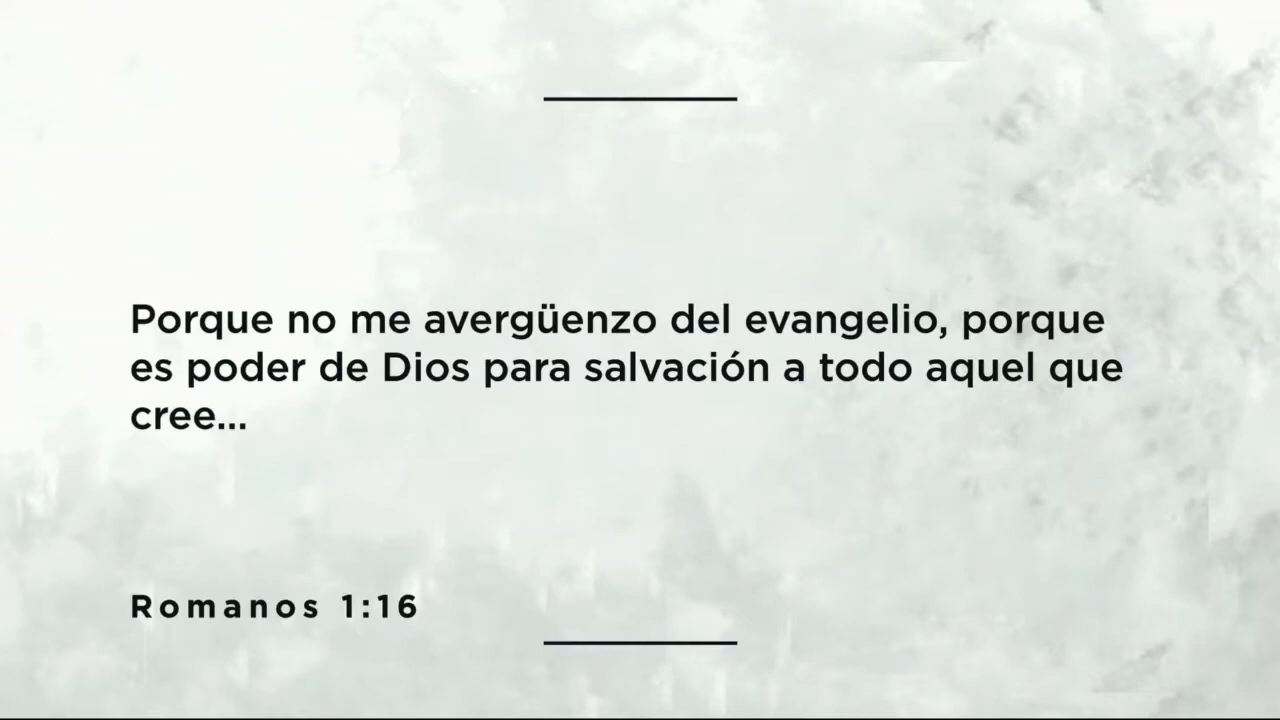 Porque no me avergüenzo del evangelio, porque
es poder de Dios para salvación a todo aquel que
cree...
Romanos 1:16